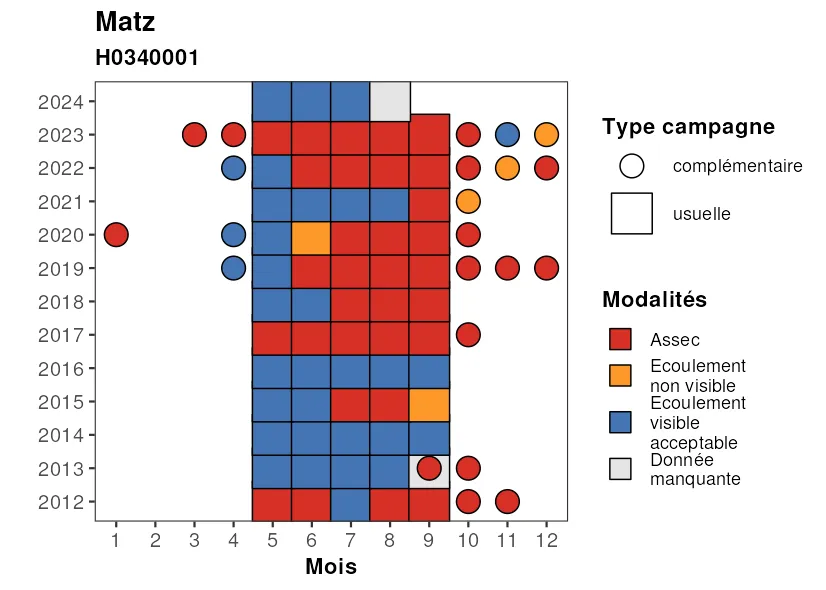 Matz
H0340001
2024
2023
2022
2021
2020
2019
2018
2017
2016
2015
2014
2013
2012
1 2 3 4 5 6 7 8 9 10 11 12
Mois
Type campagne
complémentaire
usuelle
Modalités
Assec
Ecoulement
non visible
Ecoulement
visible
acceptable
Donnée
manquante